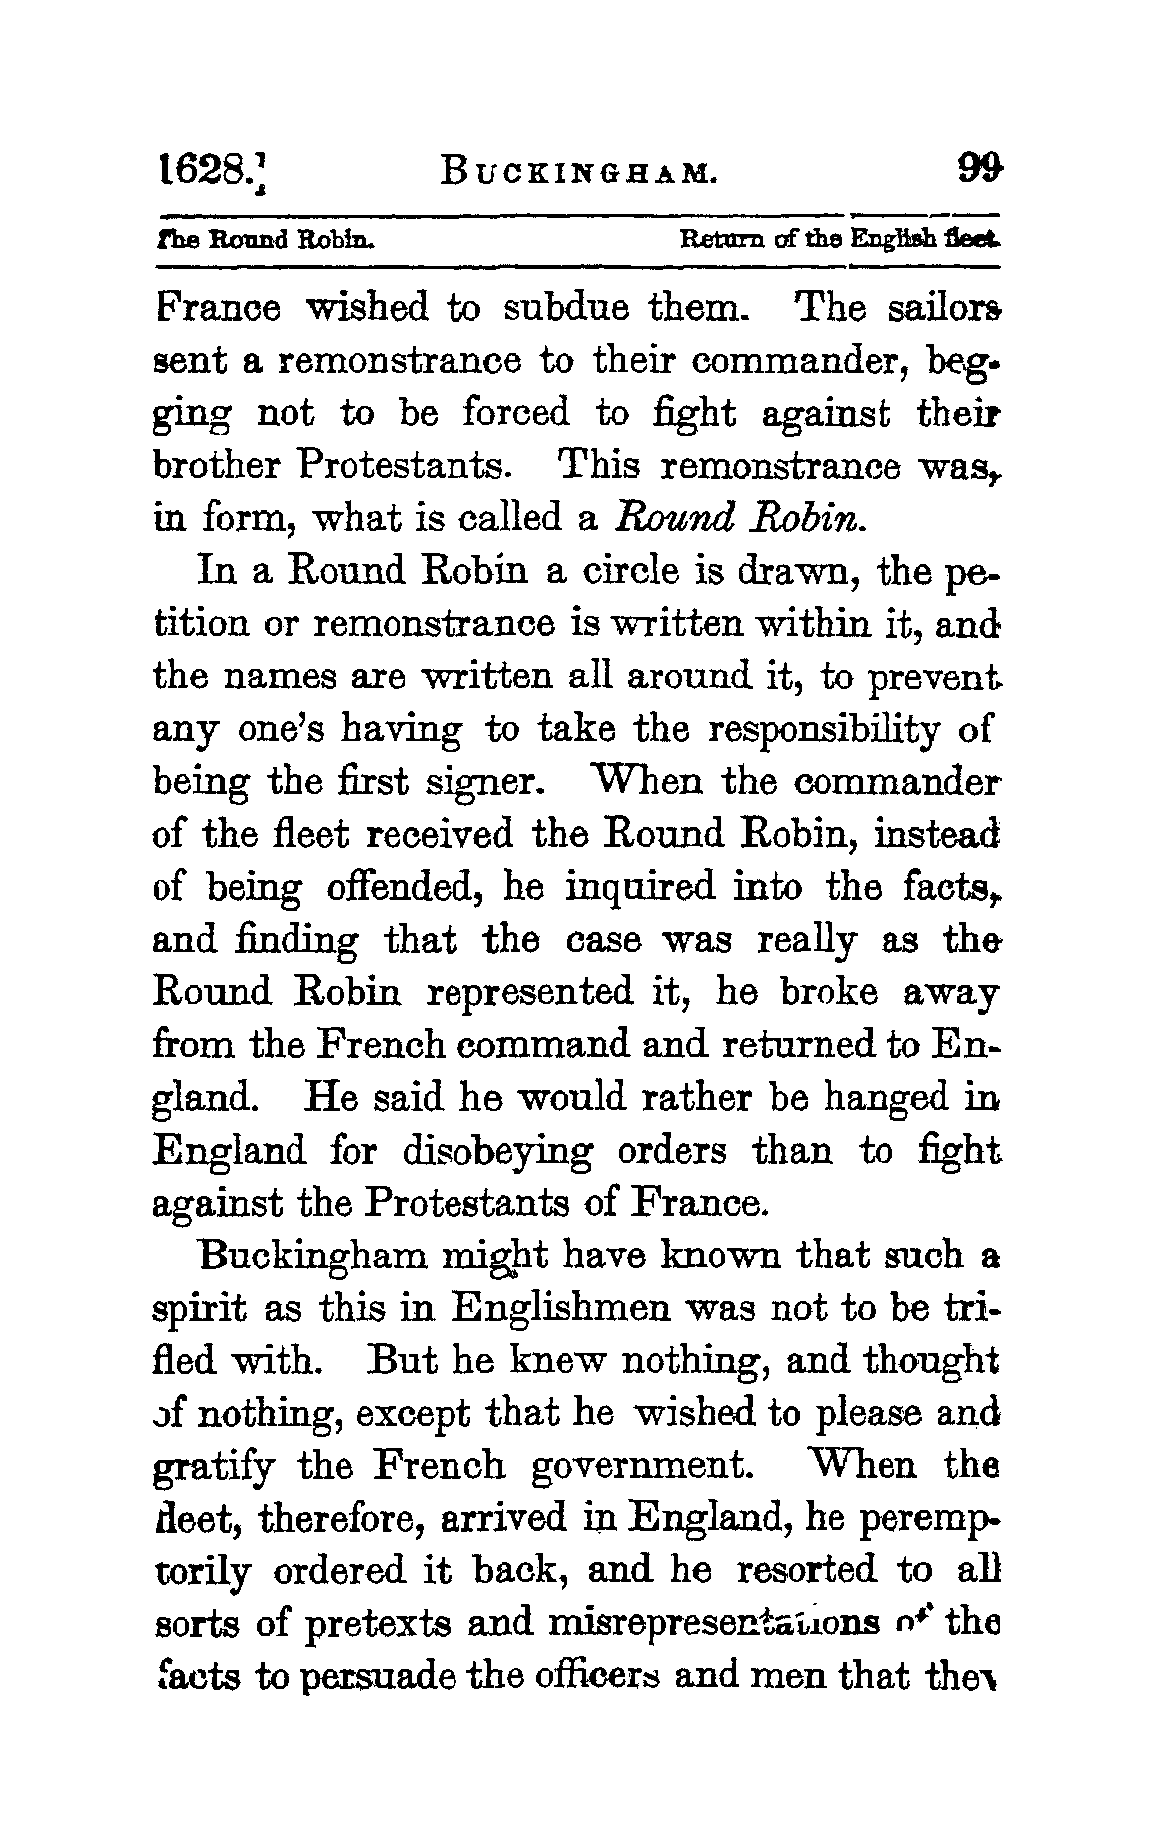 1628.] BUCKINGHAM. 99
The Round Robin. Return of the English fleet.
France wished to subdue them. The sailors
sent a remonstrance to their commander, beg-
ging not to be forced to fight against their
brother Protestants. This remonstrance was,
in form, what is called a Round Robin.
In a Round Robin a circle is drawn, the pe-
tition or remonstrance is written within it, and
the names are written all around it, to prevent
any one's having to take the responsibility of
being the first signer. When the commander
of the fleet received the Round Robin, instead
of being offended, he inquired into the facts,
and finding that the case was really as the
Round Robin represented it, he broke away
from the French command and returned to En-
gland. He said he would rather be hanged in
England for disobeying orders than to fight
against the Protestants of France.
Buckingham might have known that such a
spirit as this in Englishmen was not to be tri-
fled with. But he knew nothing, and thought
of nothing, except that he wished to please and
gratify the French government. When the
fleet, therefore, arrived in England, he peremp-
torily ordered it back, and he resorted to all
sorts of pretexts and misrepresentations of the
facts to persuade the officers and men that they